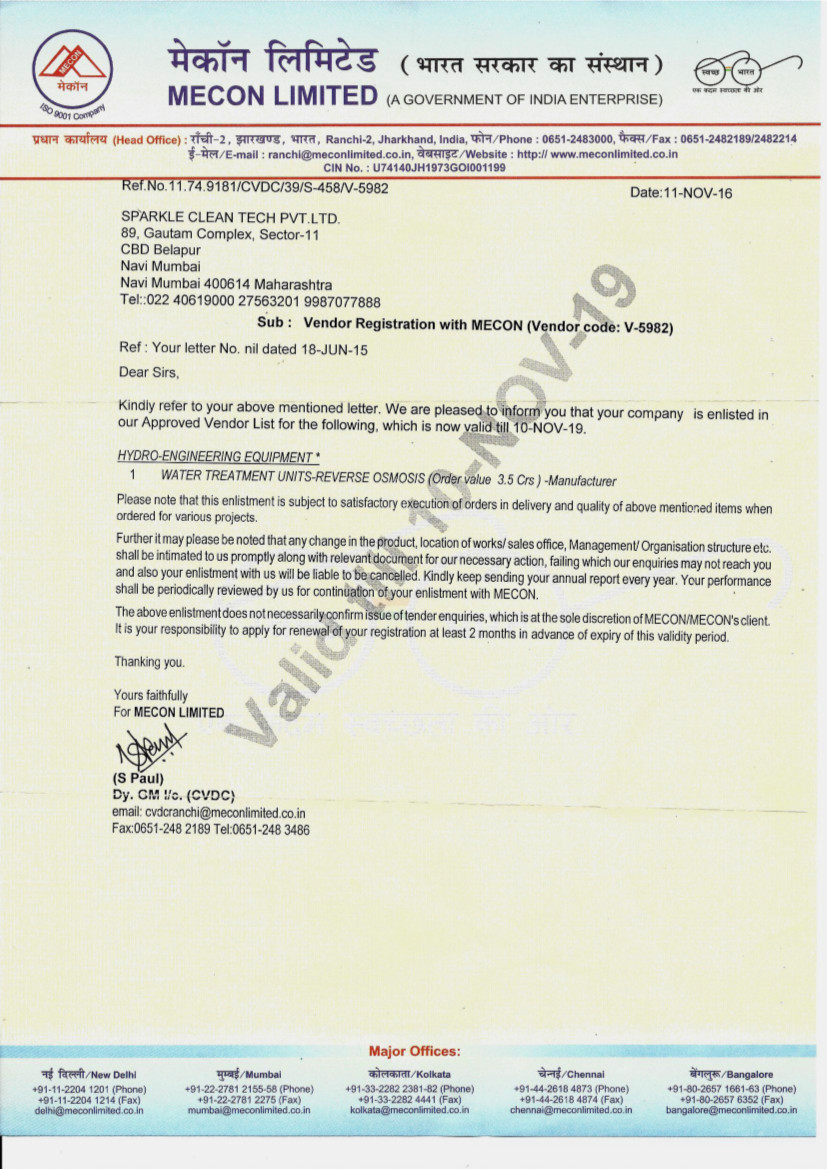 MECON
मेकॉन
ISO 9001 Company
मेकॉन लिमिटेड (भारत सरकार का संस्थान)
MECON LIMITED (A GOVERNMENT OF INDIA ENTERPRISE)
स्वच्छ भारत
एक कदम स्वच्छता की ओर
प्रधान कार्यालय (Head Office) : राँची-2, झारखण्ड, भारत, Ranchi-2, Jharkhand, India, फोन/Phone : 0651-2483000, फैक्स/Fax : 0651-2482189/2482214
ई-मेल/E-mail : ranchi@meconlimited.co.in, वेबसाइट/Website : http:// www.meconlimited.co.in
CIN No. : U74140JH1973GOI001199
Ref.No.11.74.9181/CVDC/39/S-458/V-5982
Date:11-NOV-16
SPARKLE CLEAN TECH PVT.LTD.
89, Gautam Complex, Sector-11
CBD Belapur
Navi Mumbai
Navi Mumbai 400614 Maharashtra
Tel::022 40619000 27563201 9987077888
Sub : Vendor Registration with MECON (Vendor code: V-5982)
Ref : Your letter No. nil dated 18-JUN-15
Dear Sirs,
Kindly refer to your above mentioned letter. We are pleased to inform you that your company is enlisted in
our Approved Vendor List for the following, which is now valid till 10-NOV-19.
HYDRO-ENGINEERING EQUIPMENT *
1 WATER TREATMENT UNITS-REVERSE OSMOSIS (Order value 3.5 Crs ) -Manufacturer
Please note that this enlistment is subject to satisfactory execution of orders in delivery and quality of above mentioned items when
ordered for various projects.
Further it may please be noted that any change in the product, location of works/ sales office, Management/ Organisation structure etc.
shall be intimated to us promptly along with relevant document for our necessary action, failing which our enquiries may not reach you
and also your enlistment with us will be liable to be cancelled. Kindly keep sending your annual report every year. Your performance
shall be periodically reviewed by us for continuation of your enlistment with MECON.
The above enlistment does not necessarily confirm issue of tender enquiries, which is at the sole discretion of MECON/MECON's client.
It is your responsibility to apply for renewal of your registration at least 2 months in advance of expiry of this validity period.
Valid till 10-NOV-19
Thanking you.
Yours faithfully
For MECON LIMITED
स्वच्छता की ओर
(S Paul)
Dy. GM I/c. (CVDC)
email: cvdcranchi@meconlimited.co.in
Fax:0651-248 2189 Tel:0651-248 3486
Major Offices:
नई दिल्ली/New Delhi
+91-11-2204 1201 (Phone)
+91-11-2204 1214 (Fax)
delhi@meconlimited.co.in
मुम्बई/Mumbai
+91-22-2781 2155-58 (Phone)
+91-22-2781 2275 (Fax)
mumbai@meconlimited.co.in
कोलकाता/Kolkata
+91-33-2282 2381-82 (Phone)
+91-33-2282 4441 (Fax)
kolkata@meconlimited.co.in
चेन्नई/Chennai
+91-44-2618 4873 (Phone)
+91-44-2618 4874 (Fax)
chennai@meconlimited.co.in
बेंगलुरू/Bangalore
+91-80-2657 1661-63 (Phone)
+91-80-2657 6352 (Fax)
bangalore@meconlimited.co.in